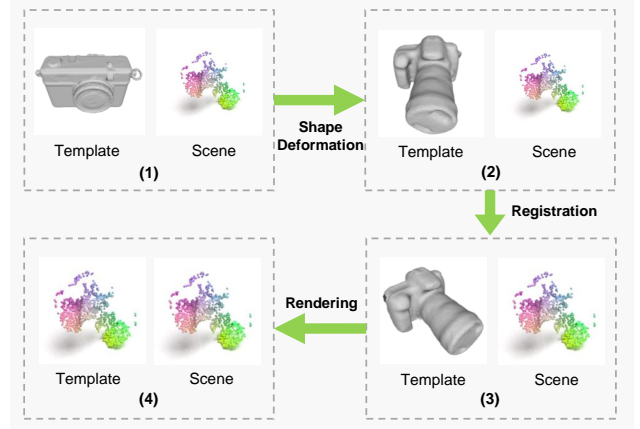 Template Scene
(1)
Shape
Deformation
Template Scene
(2)
Registration
Template Scene
(3)
Rendering
Template Scene
(4)